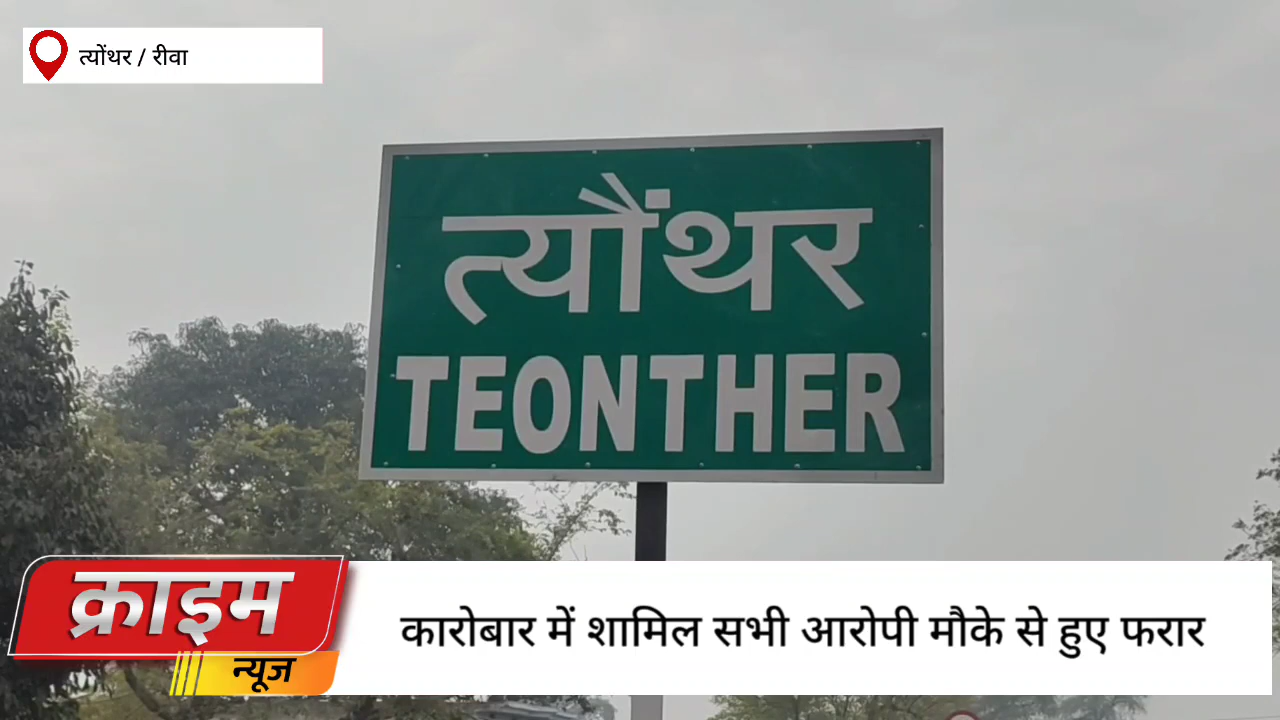 त्योंथर / रीवा
त्यौंथर
TEONTHER
क्राइम
न्यूज
कारोबार में शामिल सभी आरोपी मौके से हुए फरार